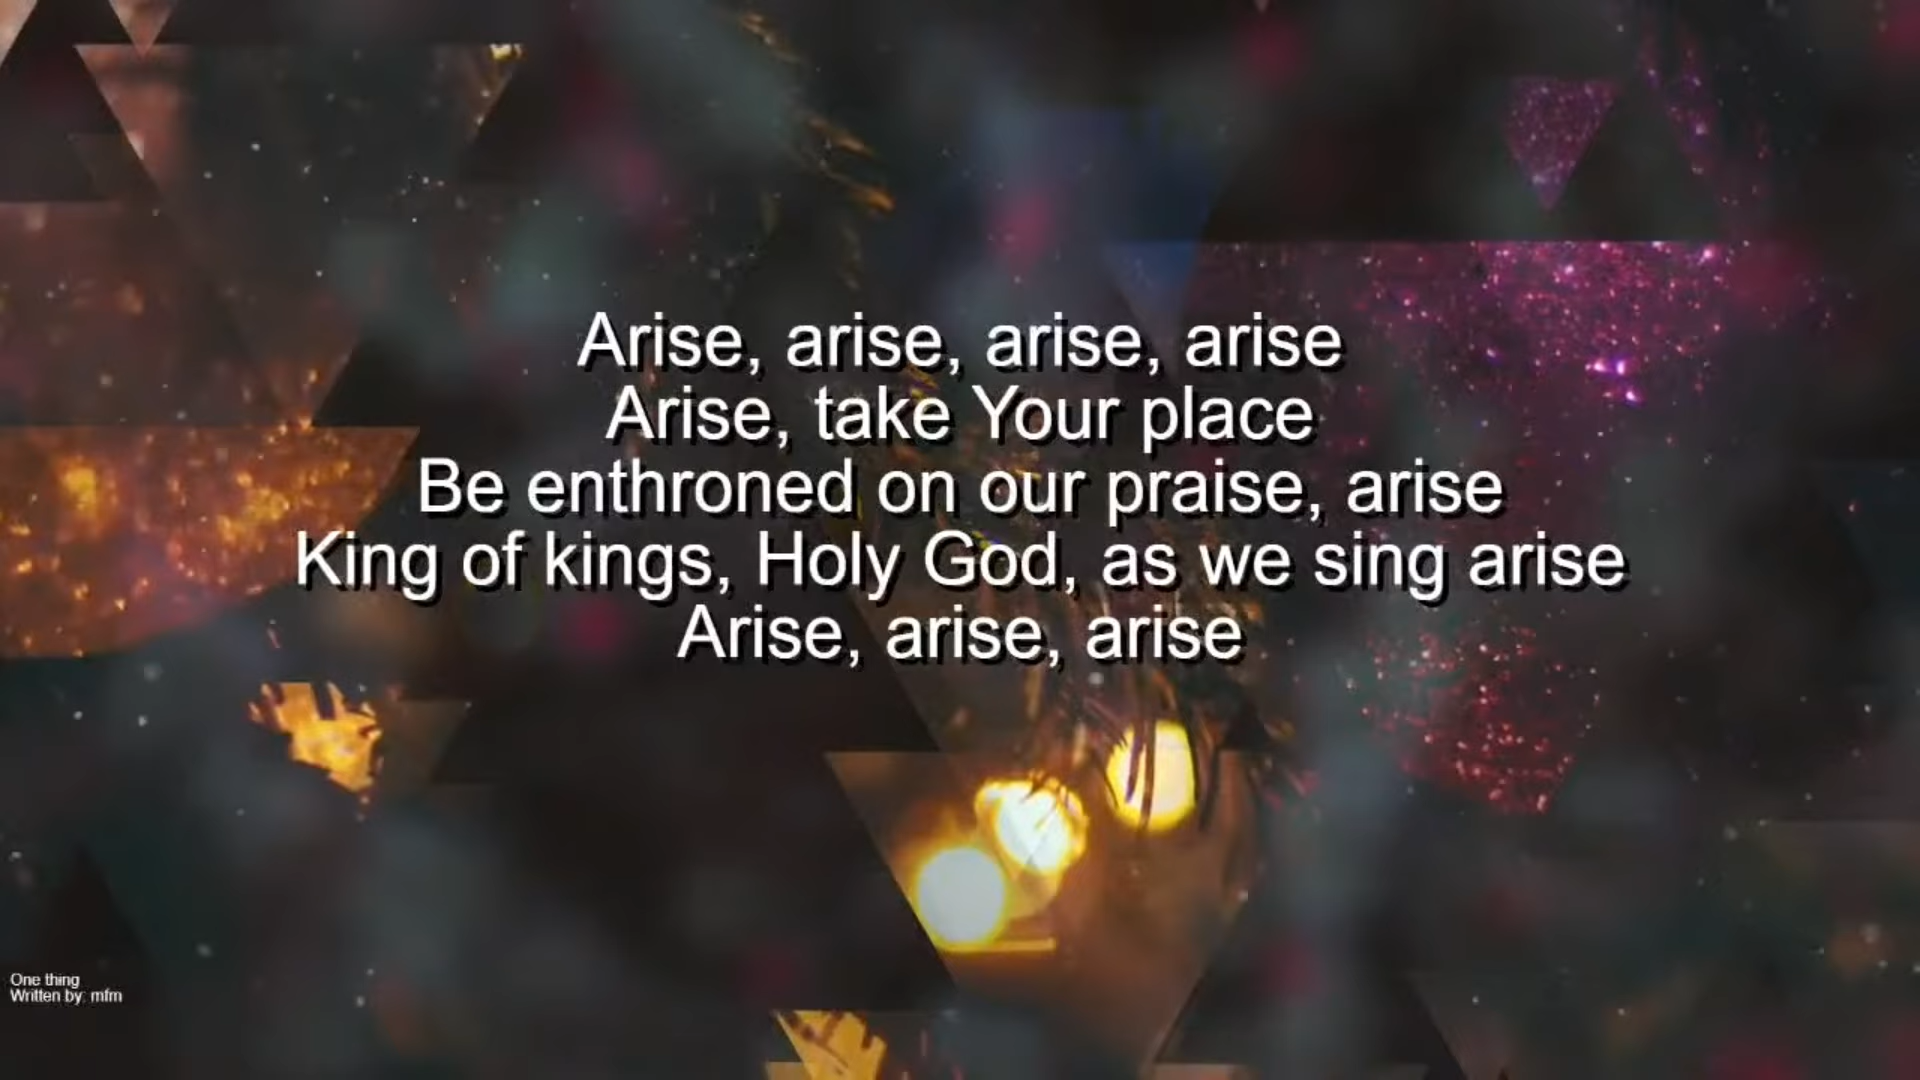 Arise, arise, arise, arise
Arise, take Your place
Be enthroned on our praise, arise
King of kings, Holy God, as we sing arise
Arise, arise, arise
One thing
Written by: mfm